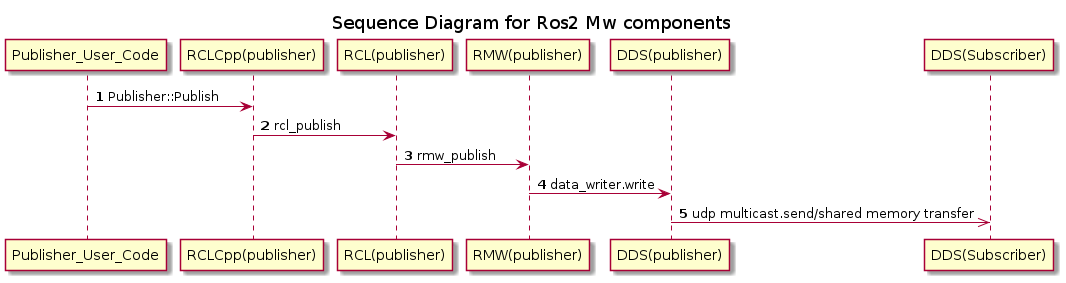 Sequence Diagram for Ros2 Mw components
Publisher_User_Code RCLCpp(publisher) RCL(publisher) RMW(publisher) DDS(publisher) DDS(Subscriber)
1 Publisher::Publish
2 rcl_publish
3 rmw_publish
4 data_writer.write
5 udp multicast.send/shared memory transfer
Publisher_User_Code RCLCpp(publisher) RCL(publisher) RMW(publisher) DDS(publisher) DDS(Subscriber)